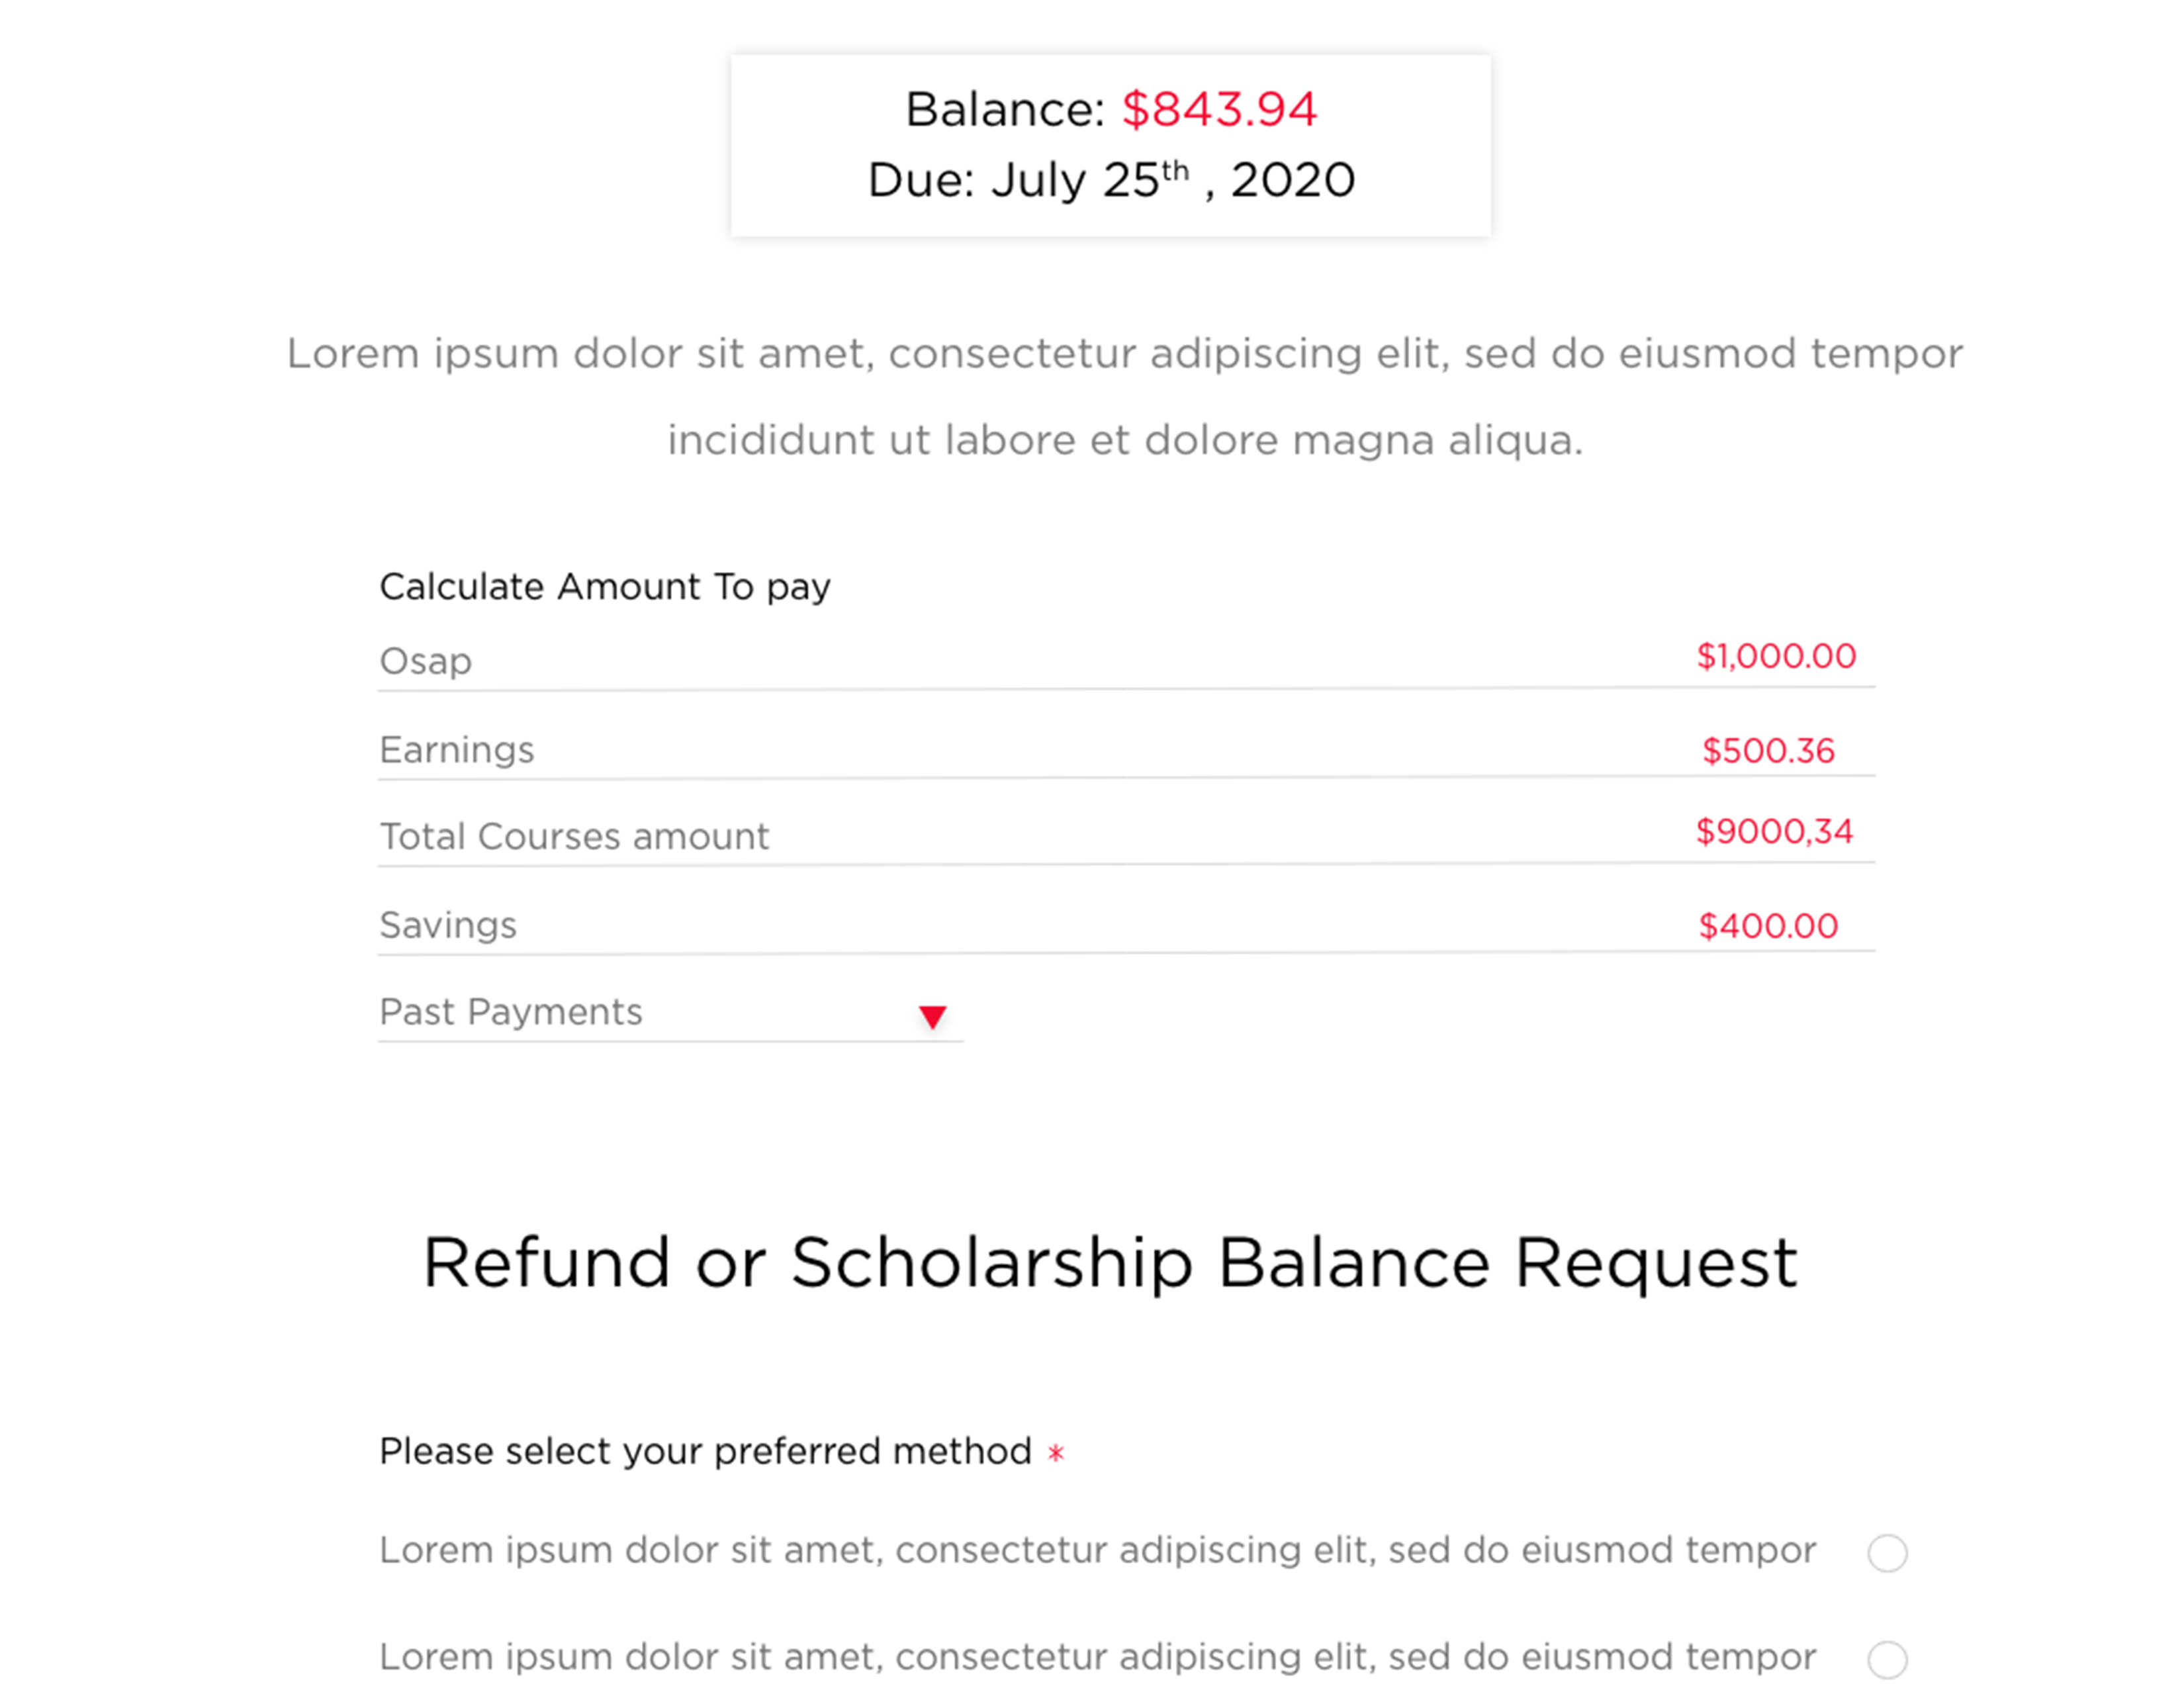 Balance: $843.94
Due: July 25th , 2020
Lorem ipsum dolor sit amet, consectetur adipiscing elit, sed do eiusmod tempor
incididunt ut labore et dolore magna aliqua.
Calculate Amount To pay
Osap $1,000.00
Earnings $500.36
Total Courses amount $9000,34
Savings $400.00
Past Payments
Refund or Scholarship Balance Request
Please select your preferred method *
Lorem ipsum dolor sit amet, consectetur adipiscing elit, sed do eiusmod tempor
Lorem ipsum dolor sit amet, consectetur adipiscing elit, sed do eiusmod tempor